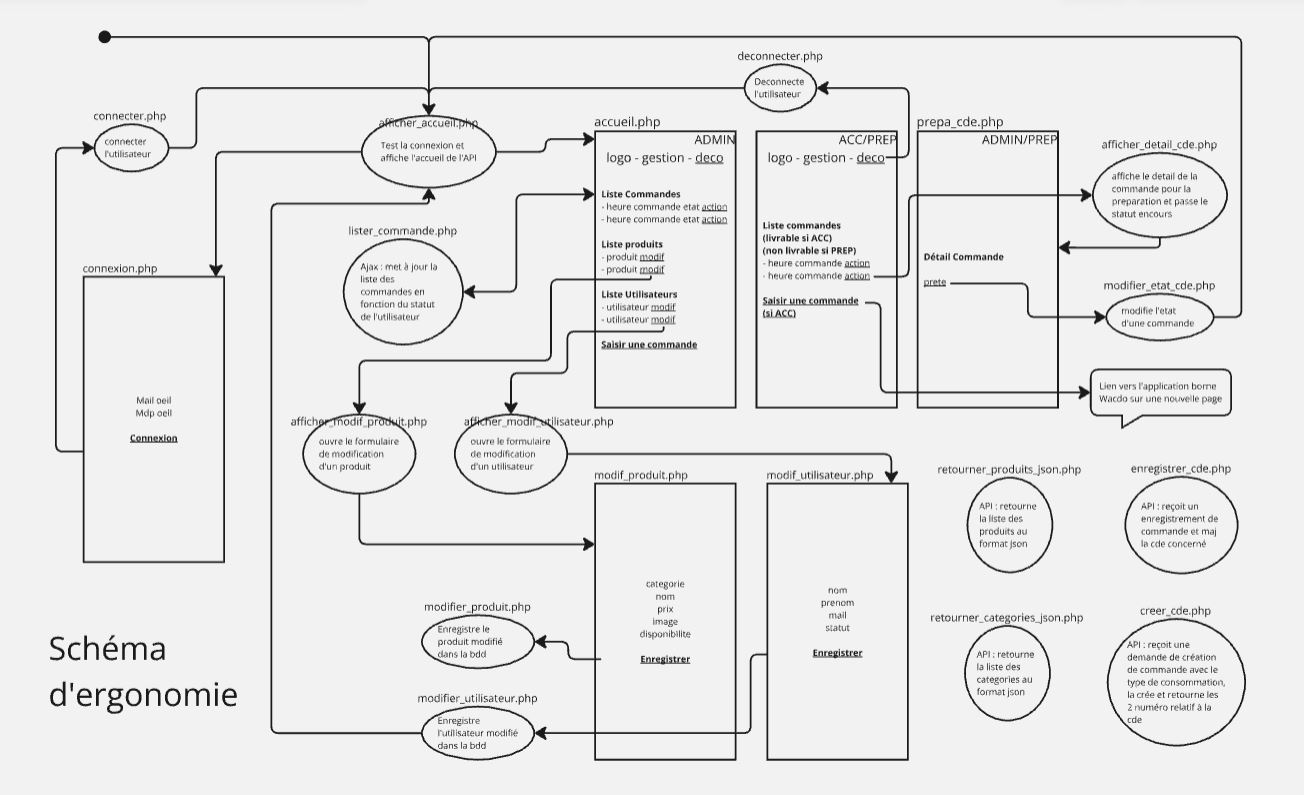 deconnecter.php
Deconnecte
l'utilisateur
connecter.php
connecter
l'utilisateur
afficher_accueil.php
Test la connexion et
affiche l'accueil de l'API
accueil.php
ADMIN
logo - gestion - deco
Liste Commandes
- heure commande etat action
- heure commande etat action
Liste produits
- produit modif
- produit modif
Liste Utilisateurs
- utilisateur modif
- utilisateur modif
Saisir une commande
ACC/PREP
logo - gestion - deco
Liste commandes
(livrable si ACC)
(non livrable si PREP)
- heure commande action
- heure commande action
Saisir une commande
(si ACC)
prepa_cde.php
ADMIN/PREP
Détail Commande
prete
afficher_detail_cde.php
affiche le detail de la
commande pour la
preparation et passe le
statut encours
modifier_etat_cde.php
modifie l'etat
d'une commande
Lien vers l'application borne
Wacdo sur une nouvelle page
lister_commande.php
Ajax : met à jour la
liste des
commandes en
fonction du statut
de l'utilisateur
connexion.php
Mail oeil
Mdp oeil
Connexion
afficher_modif_produit.php
ouvre le formulaire
de modification
d'un produit
afficher_modif_utilisateur.php
ouvre le formulaire
de modification
d'un utilisateur
modif_produit.php
categorie
nom
prix
image
disponibilite
Enregistrer
modif_utilisateur.php
nom
prenom
mail
statut
Enregistrer
retourner_produits_json.php
API : retourne
la liste des
produits au
format json
enregistrer_cde.php
API : reçoit un
enregistrement de
commande et maj
la cde concerné
modifier_produit.php
Enregistre le
produit modifié
dans la bdd
retourner_categories_json.php
API : retourne
la liste des
categories au
format json
creer_cde.php
API : reçoit une
demande de création
de commande avec le
type de consommation,
la crée et retourne les
2 numéro relatif à la
cde
modifier_utilisateur.php
Enregistre
l'utilisateur modifié
dans la bdd
Schéma
d'ergonomie